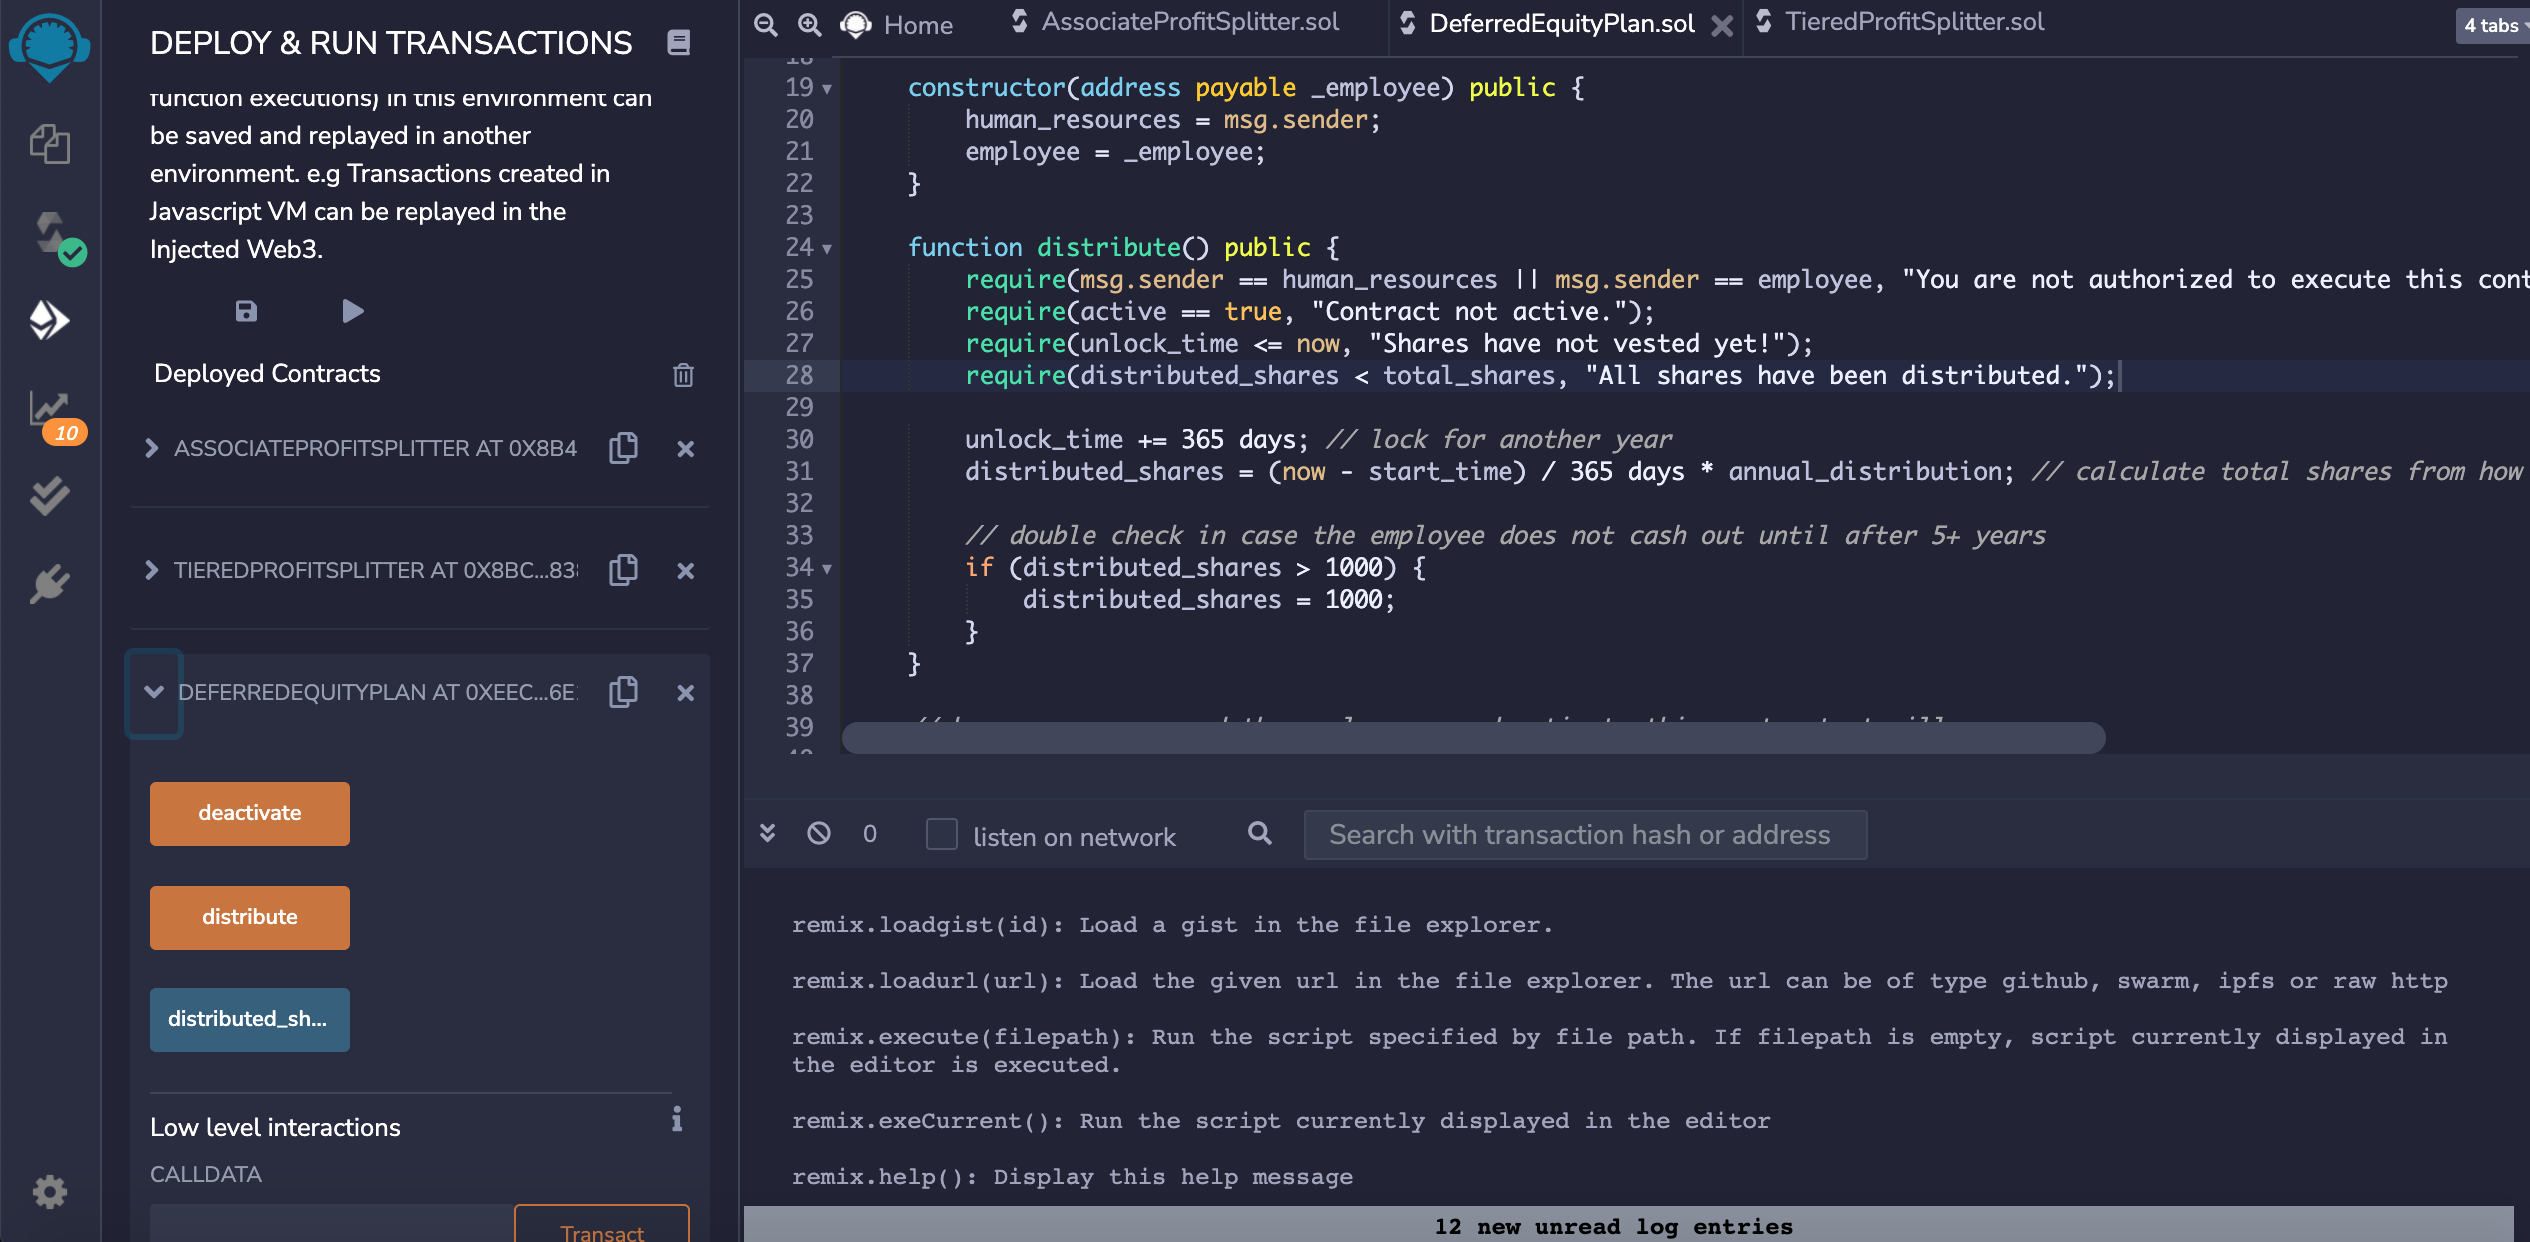 DEPLOY & RUN TRANSACTIONS
function executions) in this environment can
be saved and replayed in another
environment. e.g Transactions created in
Javascript VM can be replayed in the
Injected Web3.
Deployed Contracts
ASSOCIATEPROFITSPLITTER AT 0X8B4
TIEREDPROFITSPLITTER AT 0X8BC...83
DEFERREDEQUITYPLAN AT 0XEEC...6E
deactivate
distribute
distributed_sh...
Low level interactions
CALLDATA
Transact
10
Home
AssociateProfitSplitter.sol
DeferredEquityPlan.sol
TieredProfitSplitter.sol
4 tabs
18
19 constructor(address payable _employee) public {
20 human_resources = msg.sender;
21 employee = _employee;
22 }
23
24 function distribute() public {
25 require(msg.sender == human_resources || msg.sender == employee, "You are not authorized to execute this cont
26 require(active == true, "Contract not active.");
27 require(unlock_time <= now, "Shares have not vested yet!");
28 require(distributed_shares < total_shares, "All shares have been distributed.");
29
30 unlock_time += 365 days; // lock for another year
31 distributed_shares = (now - start_time) / 365 days * annual_distribution; // calculate total shares from how
32
33 // double check in case the employee does not cash out until after 5+ years
34 if (distributed_shares > 1000) {
35 distributed_shares = 1000;
36 }
37 }
38
39
0
listen on network
Search with transaction hash or address
remix.loadgist(id): Load a gist in the file explorer.
remix.loadurl(url): Load the given url in the file explorer. The url can be of type github, swarm, ipfs or raw http
remix.execute(filepath): Run the script specified by file path. If filepath is empty, script currently displayed in
the editor is executed.
remix.exeCurrent(): Run the script currently displayed in the editor
remix.help(): Display this help message
12 new unread log entries